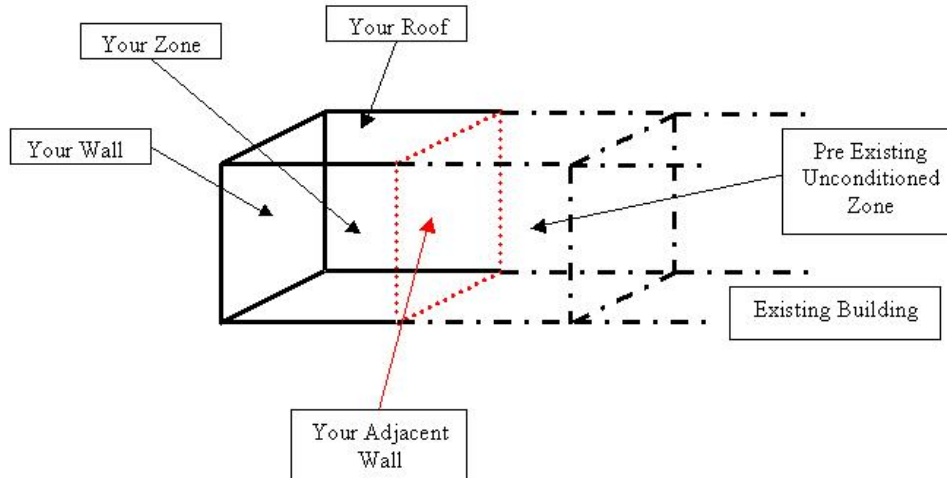 Your Roof
Your Zone
Your Wall
Pre Existing
Unconditioned
Zone
Existing Building
Your Adjacent
Wall